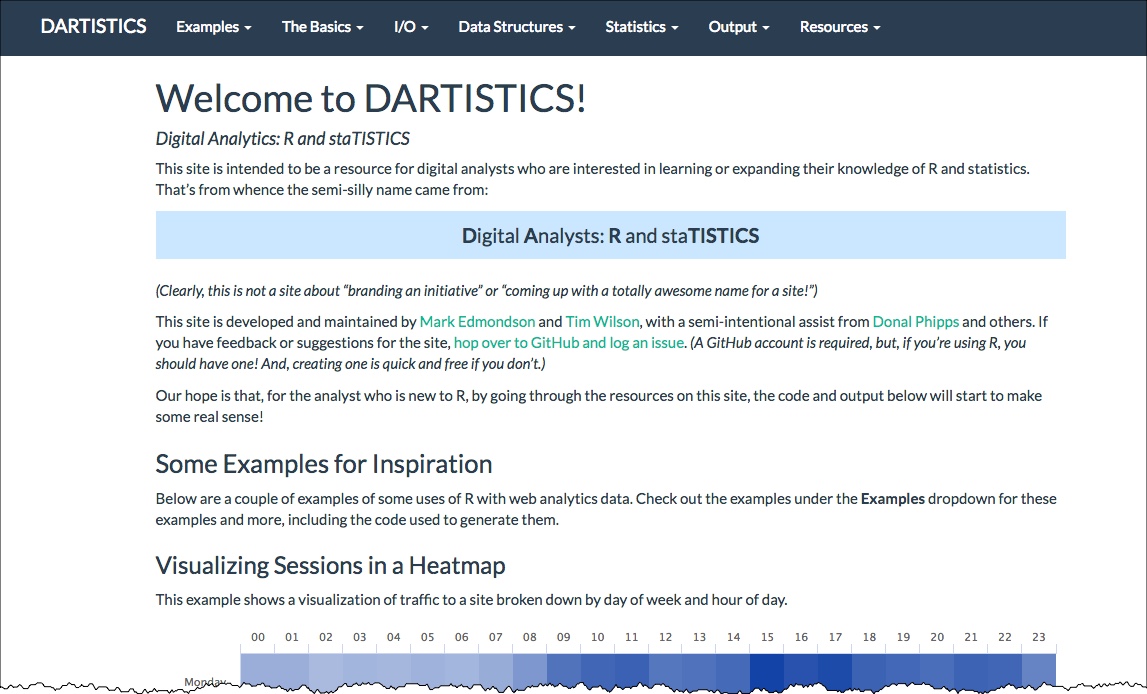 DARTISTICS Examples The Basics I/O Data Structures Statistics Output Resources
Welcome to DARTISTICS!
Digital Analytics: R and staTISTICS
This site is intended to be a resource for digital analysts who are interested in learning or expanding their knowledge of R and statistics.
That’s from whence the semi-silly name came from:
Digital Analysts: R and staTISTICS
(Clearly, this is not a site about “branding an initiative” or “coming up with a totally awesome name for a site!”)
This site is developed and maintained by Mark Edmondson and Tim Wilson, with a semi-intentional assist from Donal Phipps and others. If
you have feedback or suggestions for the site, hop over to GitHub and log an issue. (A GitHub account is required, but, if you’re using R, you
should have one! And, creating one is quick and free if you don’t.)
Our hope is that, for the analyst who is new to R, by going through the resources on this site, the code and output below will start to make
some real sense!
Some Examples for Inspiration
Below are a couple of examples of some uses of R with web analytics data. Check out the examples under the Examples dropdown for these
examples and more, including the code used to generate them.
Visualizing Sessions in a Heatmap
This example shows a visualization of traffic to a site broken down by day of week and hour of day.
00 01 02 03 04 05 06 07 08 09 10 11 12 13 14 15 16 17 18 19 20 21 22 23
Monday